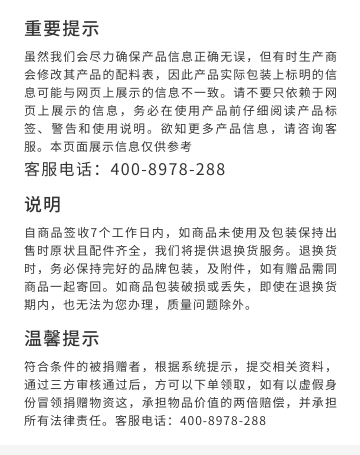 重要提示
虽然我们会尽力确保产品信息正确无误，但有时生产商
会修改其产品的配料表，因此产品实际包装上标明的信
息可能与网页上展示的信息不一致。请不要只依赖于网
页上展示的信息，务必在使用产品前仔细阅读产品标
签、警告和使用说明。欲知更多产品信息，请咨询客
服。本页面展示信息仅供参考
客服电话：400-8978-288
说明
自商品签收7个工作日内，如商品未使用及包装保持出
售时原状且配件齐全，我们将提供退换货服务。退换货
时，务必保持完好的品牌包装，及附件，如有赠品需同
商品一起寄回。如商品包装破损或丢失，即使在退换货
期内，也无法为您办理，质量问题除外。
温馨提示
符合条件的被捐赠者，根据系统提示，提交相关资料，
通过三方审核通过后，方可以下单领取，如有以虚假身
份冒领捐赠物资这，承担物品价值的两倍赔偿，并承担
所有法律责任。客服电话：400-8978-288